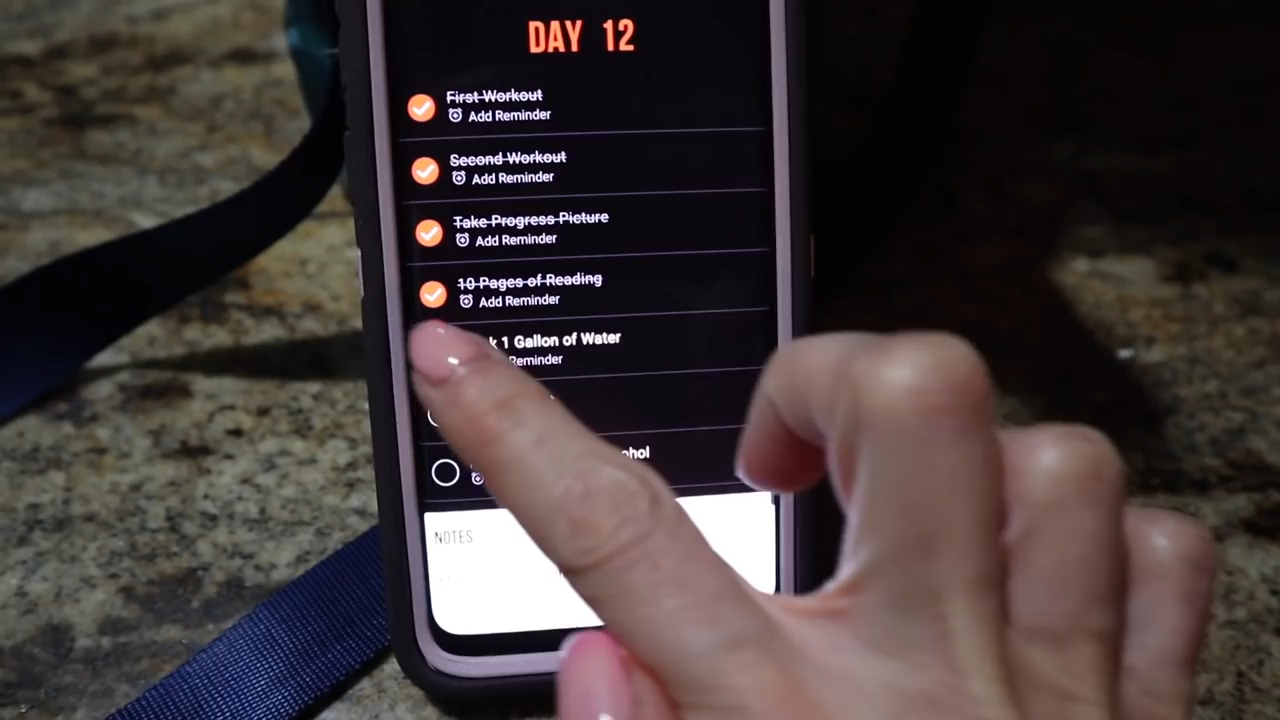 DAY 12
First Workout
Add Reminder
Second Workout
Add Reminder
Take Progress Picture
Add Reminder
10 Pages of Reading
Add Reminder
1 Gallon of Water
Reminder
NOTES